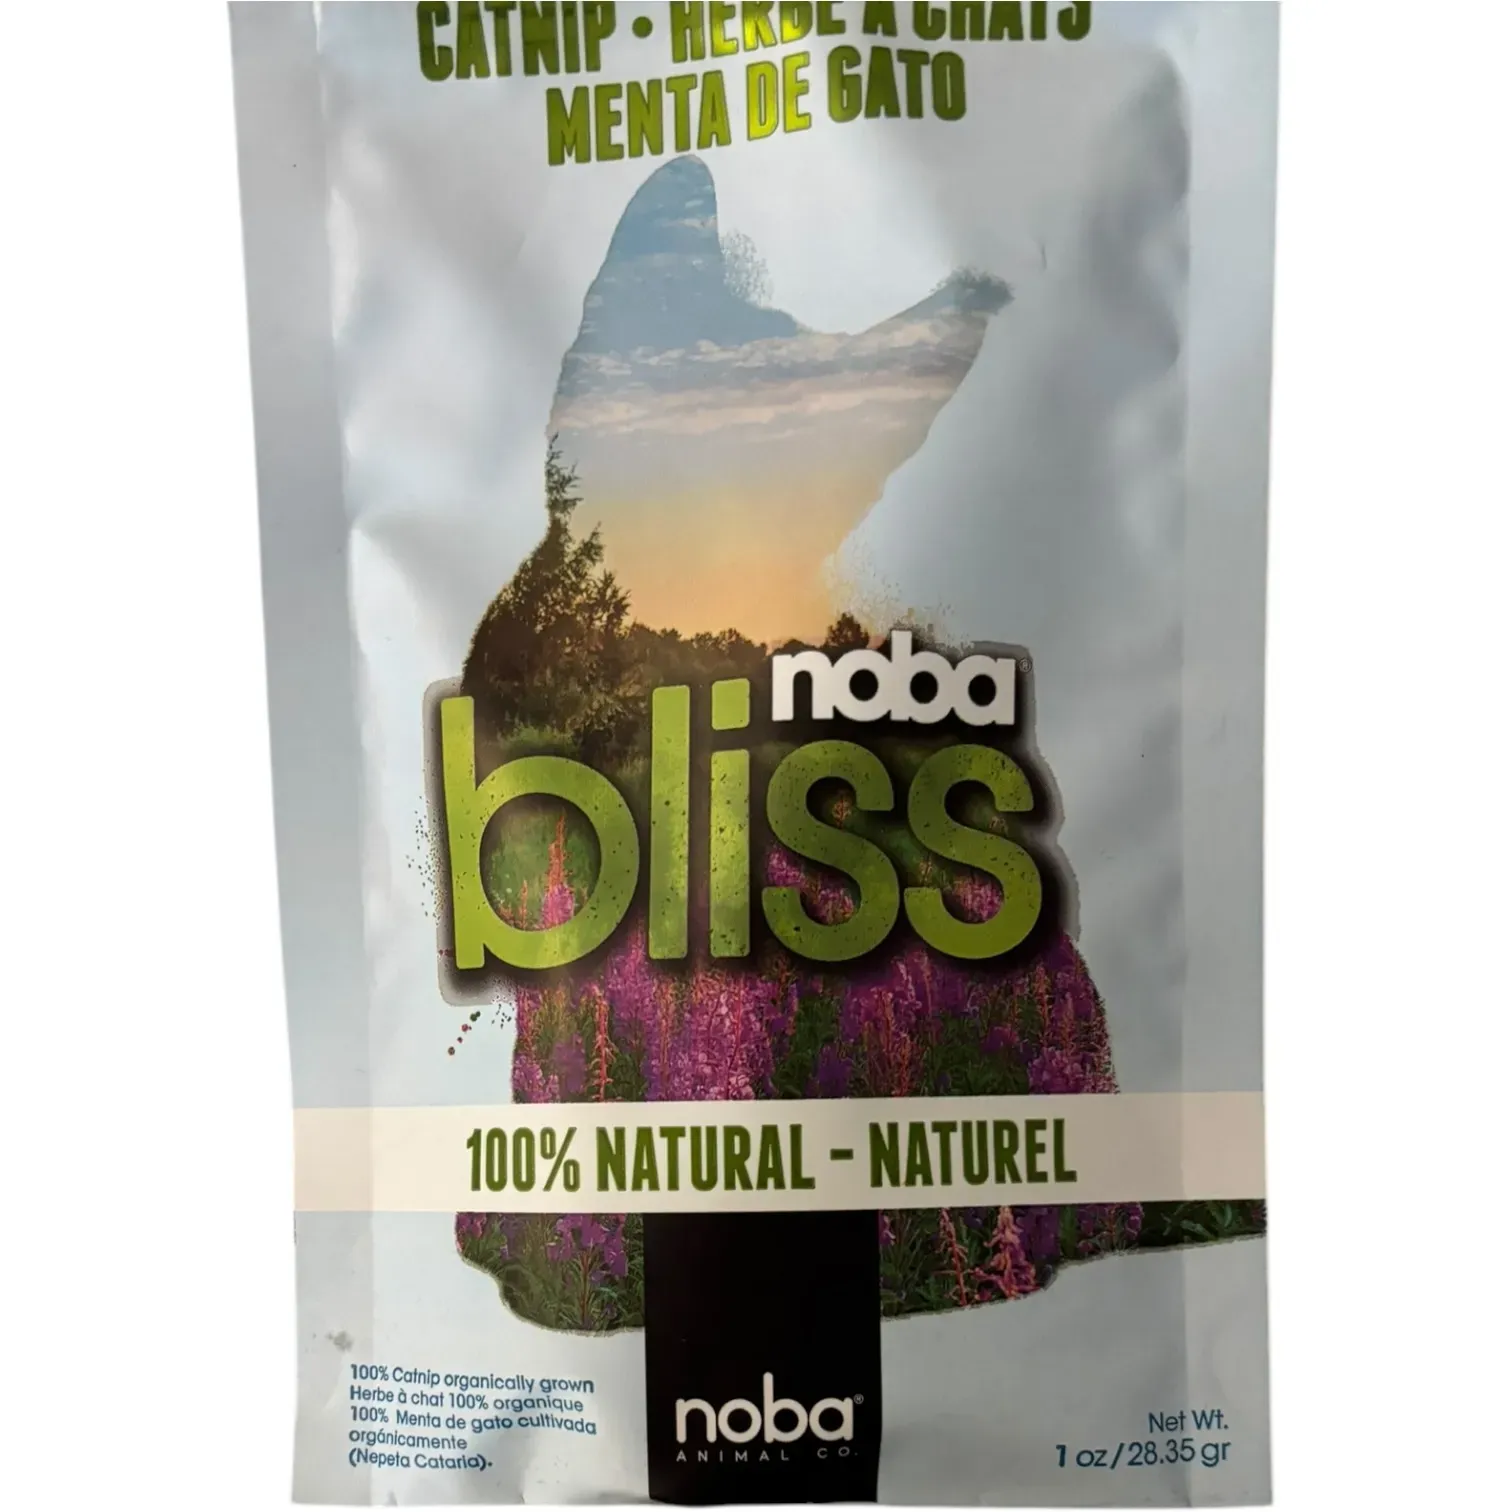 CATNIP • HERBE À CHATS
MENTA DE GATO
noba®
bliss
100% NATURAL - NATUREL
100% Catnip organically grown
Herbe à chat 100% organique
100% Menta de gato cultivada
orgánicamente
(Nepeta Cataria).
noba®
ANIMAL CO.
Net Wt.
1 oz/28.35 gr